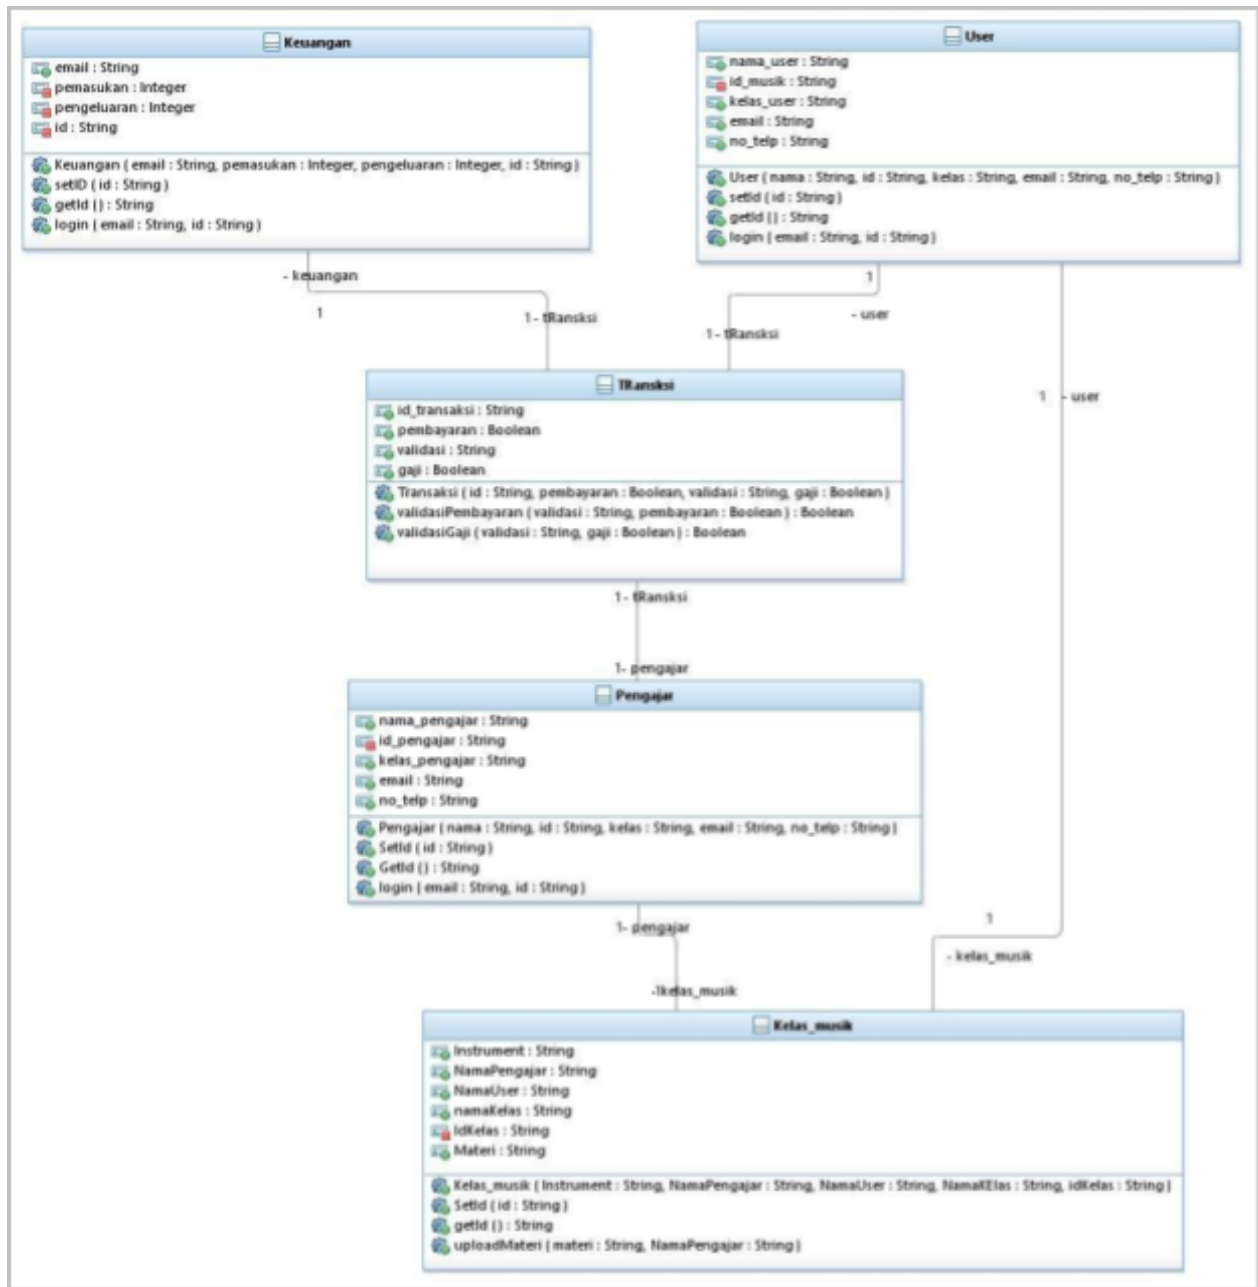 Keuangan
email : String
pemasukan : Integer
pengeluaran : Integer
id : String
Keuangan ( email : String, pemasukan : Integer, pengeluaran : Integer, id : String )
setID ( id : String )
getId () : String
login ( email : String, id : String )
User
nama_user : String
id_musik : String
kelas_user : String
email : String
no_telp : String
User ( nama : String, id : String, kelas : String, email : String, no_telp : String )
setId ( id : String )
getId () : String
login ( email : String, id : String )
- keuangan
1
1 - tRansksi
1
- user
1 - tRansksi
1 - user
TRansksi
id_transaksi : String
pembayaran : Boolean
validasi : String
gaji : Boolean
Transaksi ( id : String, pembayaran : Boolean, validasi : String, gaji : Boolean )
validasiPembayaran ( validasi : String, pembayaran : Boolean ) : Boolean
validasiGaji ( validasi : String, gaji : Boolean ) : Boolean
1 - tRansksi
1- pengajar
Pengajar
nama_pengajar : String
id_pengajar : String
kelas_pengajar : String
email : String
no_telp : String
Pengajar ( nama : String, id : String, kelas : String, email : String, no_telp : String )
SetId ( id : String )
GetId () : String
login ( email : String, id : String )
1- pengajar
1
- kelas_musik
-1kelas_musik
Kelas_musik
Instrument : String
NamaPengajar : String
NamaUser : String
namaKelas : String
IdKelas : String
Materi : String
Kelas_musik ( Instrument : String, NamaPengajar : String, NamaUser : String, NamaKElas : String, idKelas : String )
SetId ( id : String )
getId () : String
uploadMateri ( materi : String, NamaPengajar : String )